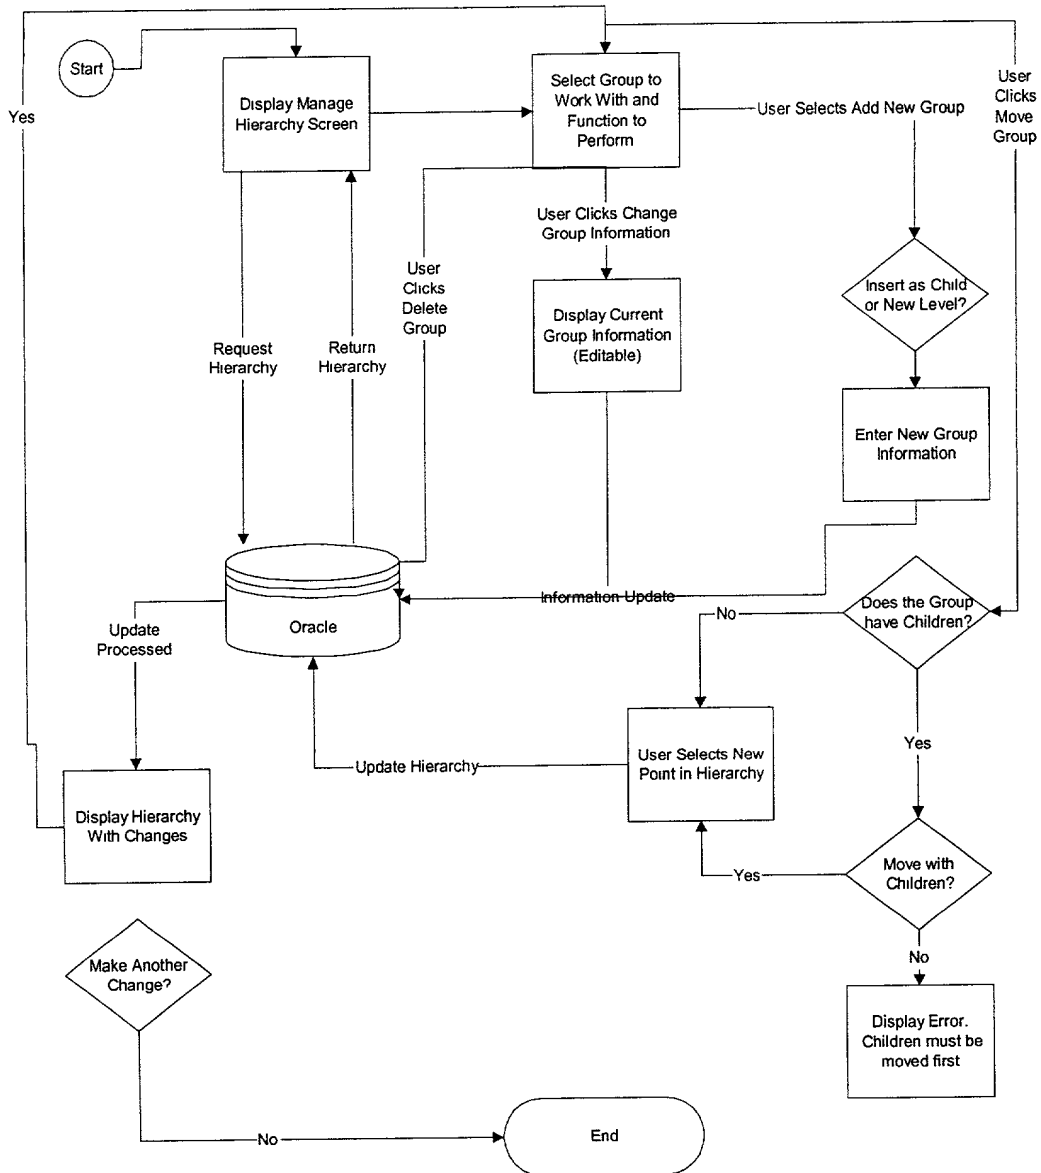 Start
Yes
Display Manage
Hierarchy Screen
Select Group to
Work With and
Function to
Perform
User Selects Add New Group
User
Clicks
Move
Group
User Clicks Change
Group Information
User
Clicks
Delete
Group
Insert as Child
or New Level?
Display Current
Group Information
(Editable)
Request
Hierarchy
Return
Hierarchy
Enter New Group
Information
Information Update
Oracle
Does the Group
have Children?
No
Update
Processed
Yes
User Selects New
Point in Hierarchy
Update Hierarchy
Display Hierarchy
With Changes
Move with
Children?
Yes
No
Make Another
Change?
Display Error.
Children must be
moved first
No
End